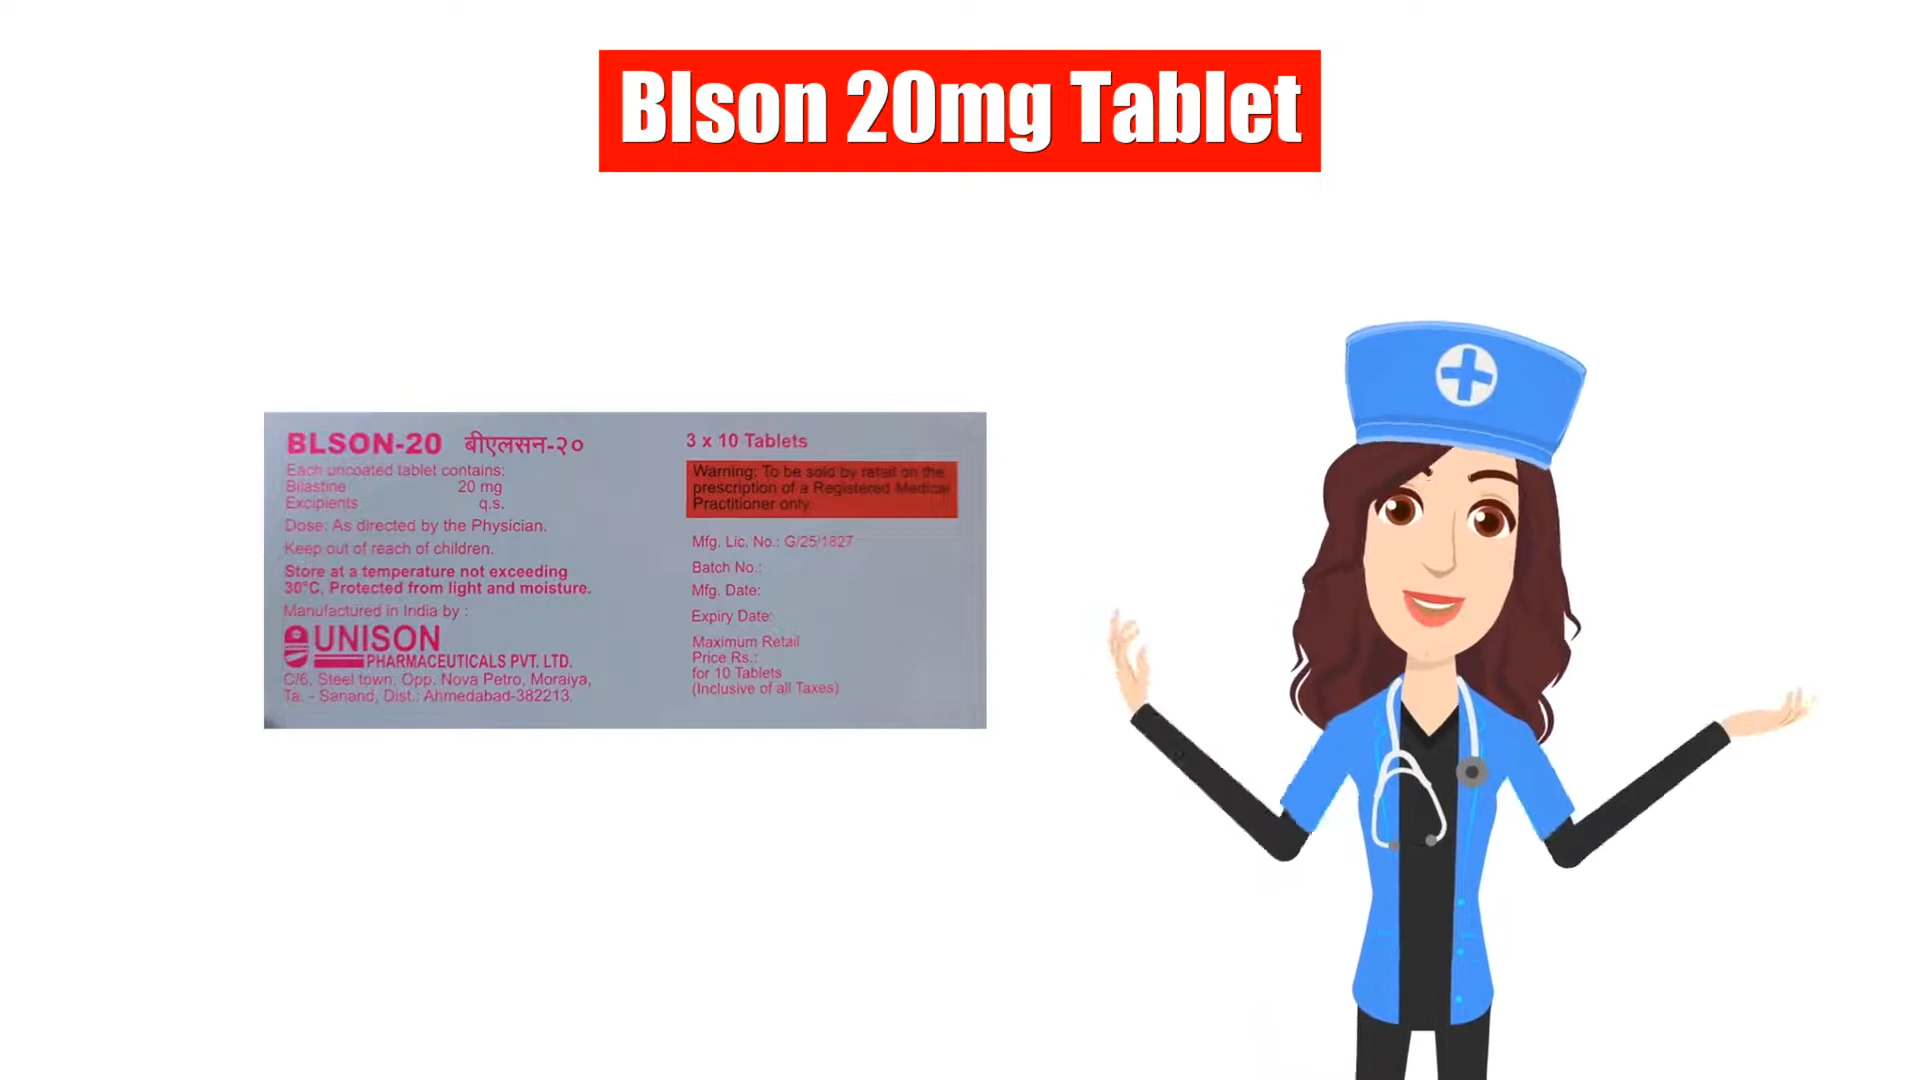 Blson 20mg Tablet
BLSON-20 बीएलसन-२०
Each uncoated tablet contains:
Bilastine 20 mg
Excipients q.s.
Dose: As directed by the Physician.
Keep out of reach of children.
Store at a temperature not exceeding
30°C, Protected from light and moisture.
Manufactured in India by :
UNISON
PHARMACEUTICALS PVT. LTD.
C/6, Steel town, Opp. Nova Petro, Moraiya,
Ta. - Sanand, Dist.: Ahmedabad-382213.
3 x 10 Tablets
Warning: To be sold by retail on the
prescription of a Registered Medical
Practitioner only.
Mfg. Lic. No.: G/25/1827
Batch No.:
Mfg. Date:
Expiry Date:
Maximum Retail
Price Rs.:
for 10 Tablets
(Inclusive of all Taxes)